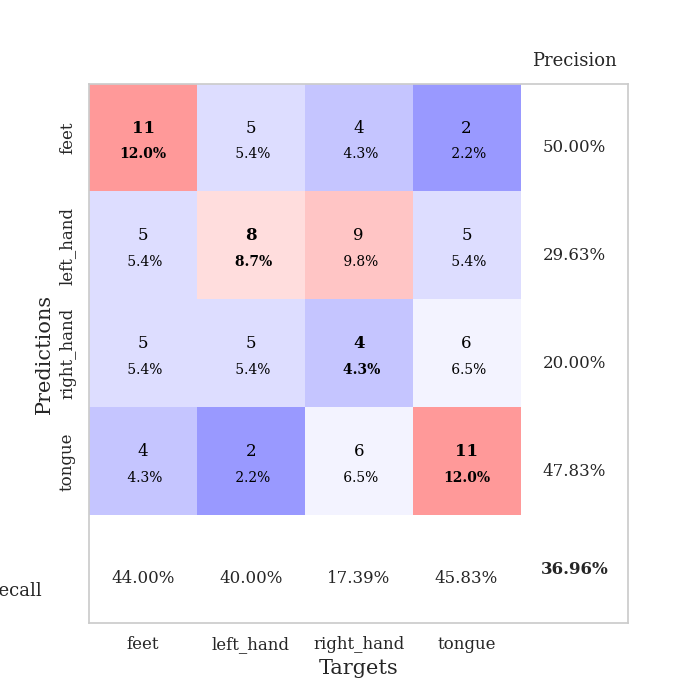 Precision
feet
11 5 4 2
12.0% 5.4% 4.3% 2.2%
50.00%
left_hand
5 8 9 5
5.4% 8.7% 9.8% 5.4%
29.63%
Predictions
right_hand
5 5 4 6
5.4% 5.4% 4.3% 6.5%
20.00%
tongue
4 2 6 11
4.3% 2.2% 6.5% 12.0%
47.83%
ecall
44.00% 40.00% 17.39% 45.83% 36.96%
feet left_hand right_hand tongue
Targets